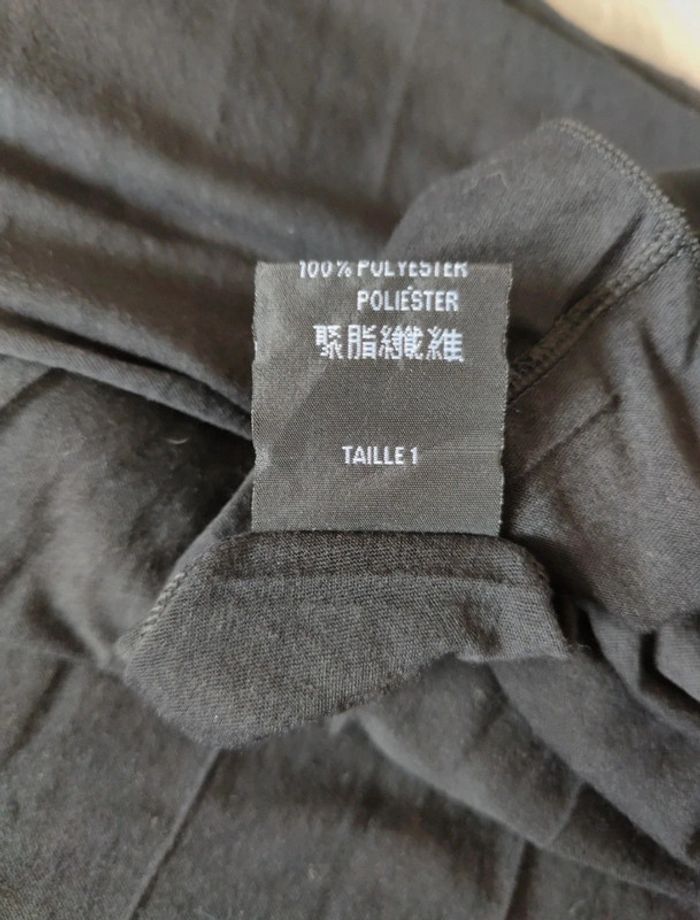 100% POLYESTER
POLIÉSTER
聚脂纖維
TAILLE 1